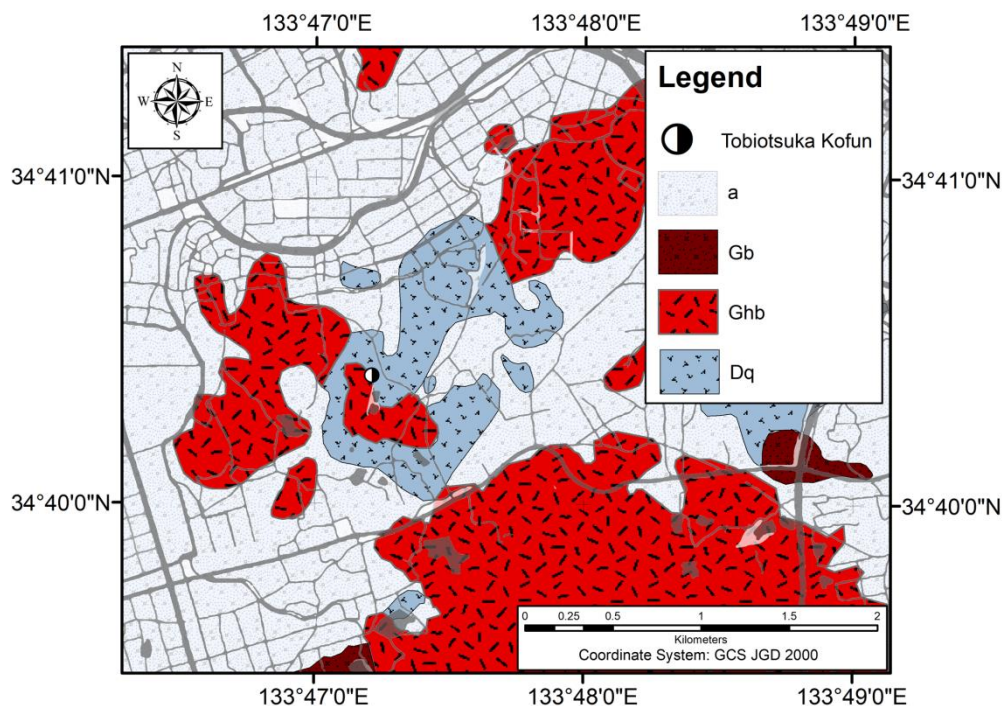 133°47'0"E 133°48'0"E 133°49'0"E
N
W E
S
Legend
Tobiotsuka Kofun
34°41'0"N 34°41'0"N
a
Gb
Ghb
Dq
34°40'0"N 34°40'0"N
0 0.25 0.5 1 1.5 2
Kilometers
Coordinate System: GCS JGD 2000
133°47'0"E 133°48'0"E 133°49'0"E